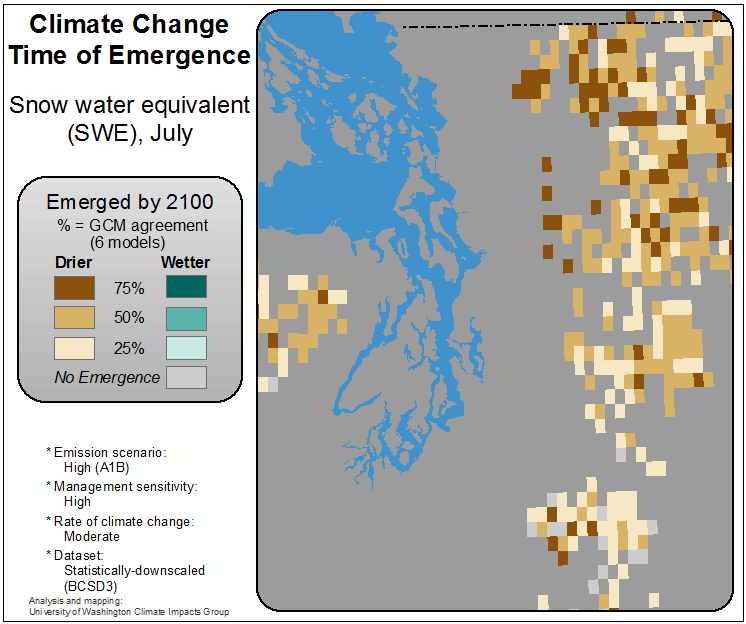 Climate Change
Time of Emergence
Snow water equivalent
(SWE), July
Emerged by 2100
% = GCM agreement
(6 models)
Drier Wetter
75%
50%
25%
No Emergence
* Emission scenario:
High (A1B)
* Management sensitivity:
High
* Rate of climate change:
Moderate
* Dataset:
Statistically-downscaled
(BCSD3)
Analysis and mapping:
University of Washington Climate Impacts Group